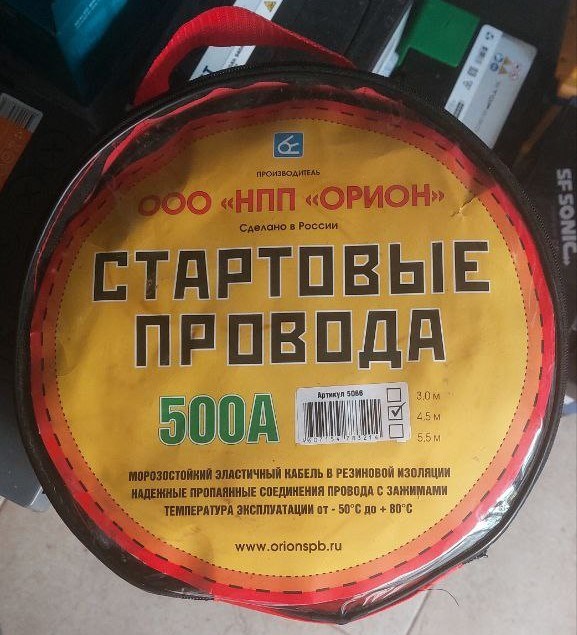 ПРОИЗВОДИТЕЛЬ
ООО «НПП «ОРИОН»
Сделано в России
СТАРТОВЫЕ
ПРОВОДА
500А
Артикул 5066
3,0 м
4,5 м
5,5 м
МОРОЗОСТОЙКИЙ ЭЛАСТИЧНЫЙ КАБЕЛЬ В РЕЗИНОВОЙ ИЗОЛЯЦИИ
НАДЕЖНЫЕ ПРОПАЯННЫЕ СОЕДИНЕНИЯ ПРОВОДА С ЗАЖИМАМИ
ТЕМПЕРАТУРА ЭКСПЛУАТАЦИИ от - 50°C до + 80°C
www.orionspb.ru
SF SONIC